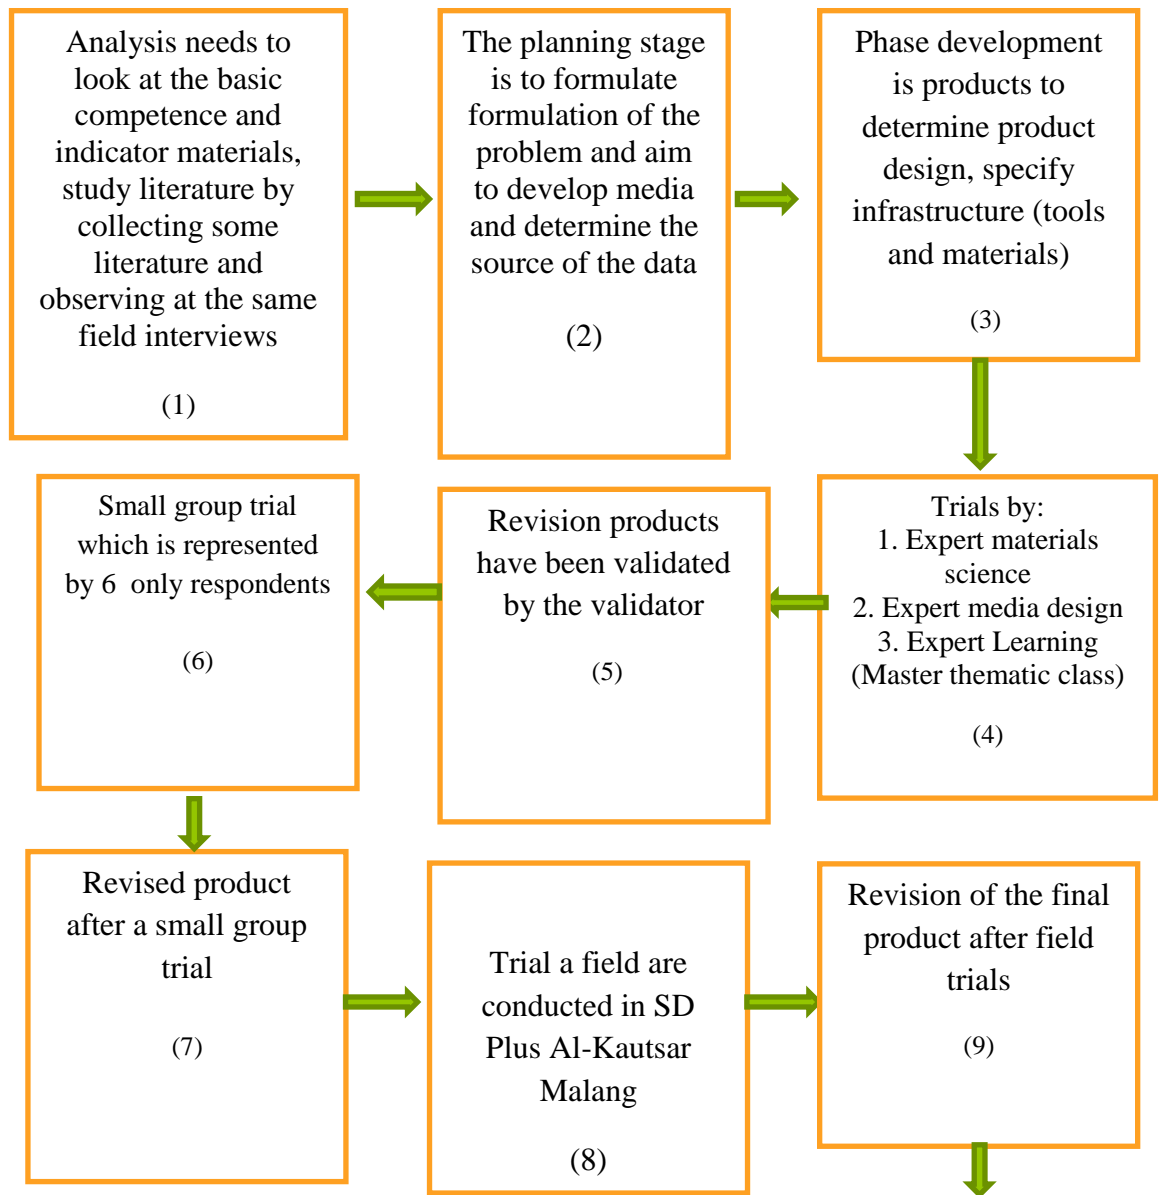 Analysis needs to
look at the basic
competence and
indicator materials,
study literature by
collecting some
literature and
observing at the same
field interviews
(1)
The planning stage
is to formulate
formulation of the
problem and aim
to develop media
and determine the
source of the data
(2)
Phase development
is products to
determine product
design, specify
infrastructure (tools
and materials)
(3)
Trials by:
1. Expert materials
science
2. Expert media design
3. Expert Learning
(Master thematic class)
(4)
Revision products
have been validated
by the validator
(5)
Small group trial
which is represented
by 6 only respondents
(6)
Revised product
after a small group
trial
(7)
Trial a field are
conducted in SD
Plus Al-Kautsar
Malang
(8)
Revision of the final
product after field
trials
(9)